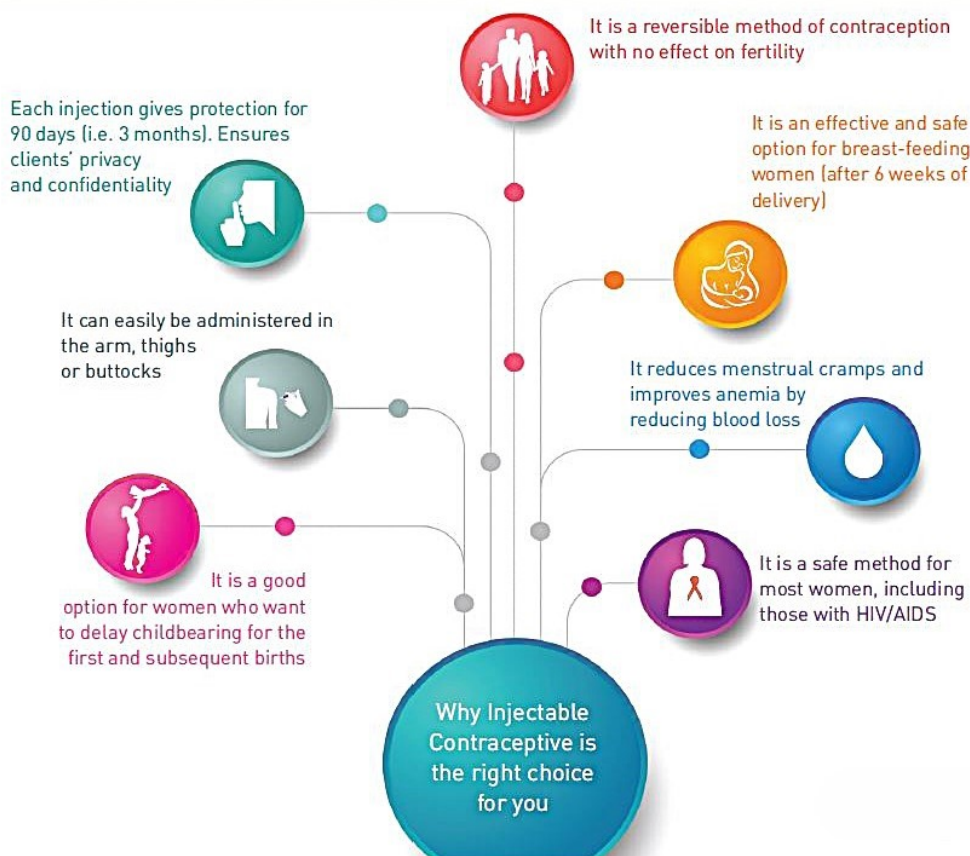 It is a reversible method of contraception
with no effect on fertility
Each injection gives protection for
90 days (i.e. 3 months). Ensures
clients' privacy
and confidentiality
It is an effective and safe
option for breast-feeding
women (after 6 weeks of
delivery)
It can easily be administered in
the arm, thighs
or buttocks
It reduces menstrual cramps and
improves anemia by
reducing blood loss
It is a good
option for women who want
to delay childbearing for the
first and subsequent births
It is a safe method for
most women, including
those with HIV/AIDS
Why Injectable
Contraceptive is
the right choice
for you